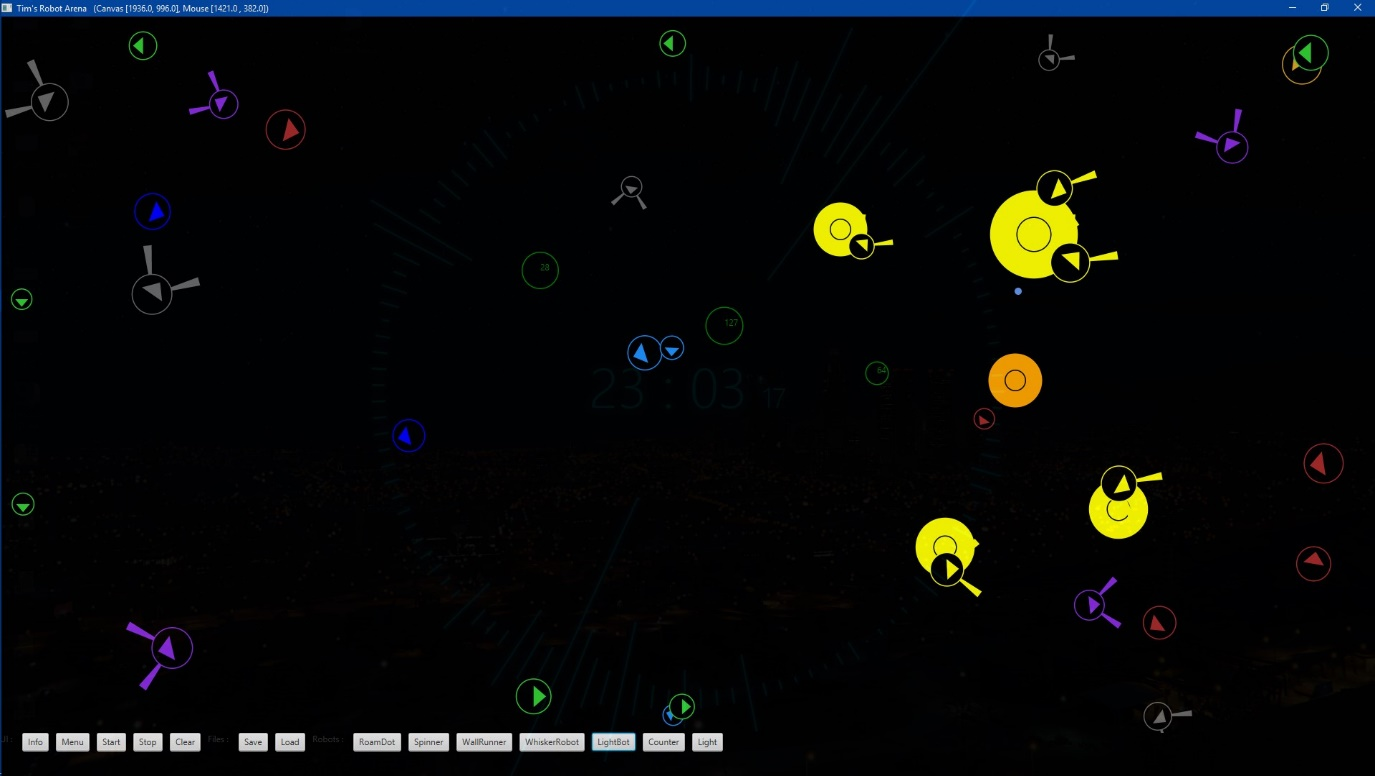 Tim's Robot Arena (Canvas [1936.0, 996.0], Mouse [1421.0 , 382.0])
28
127
64
23 : 03 17
Info Menu Start Stop Clear Files : Save Load Robots : RoamDot Spinner WallRunner WhiskerRobot LightBot Counter Light